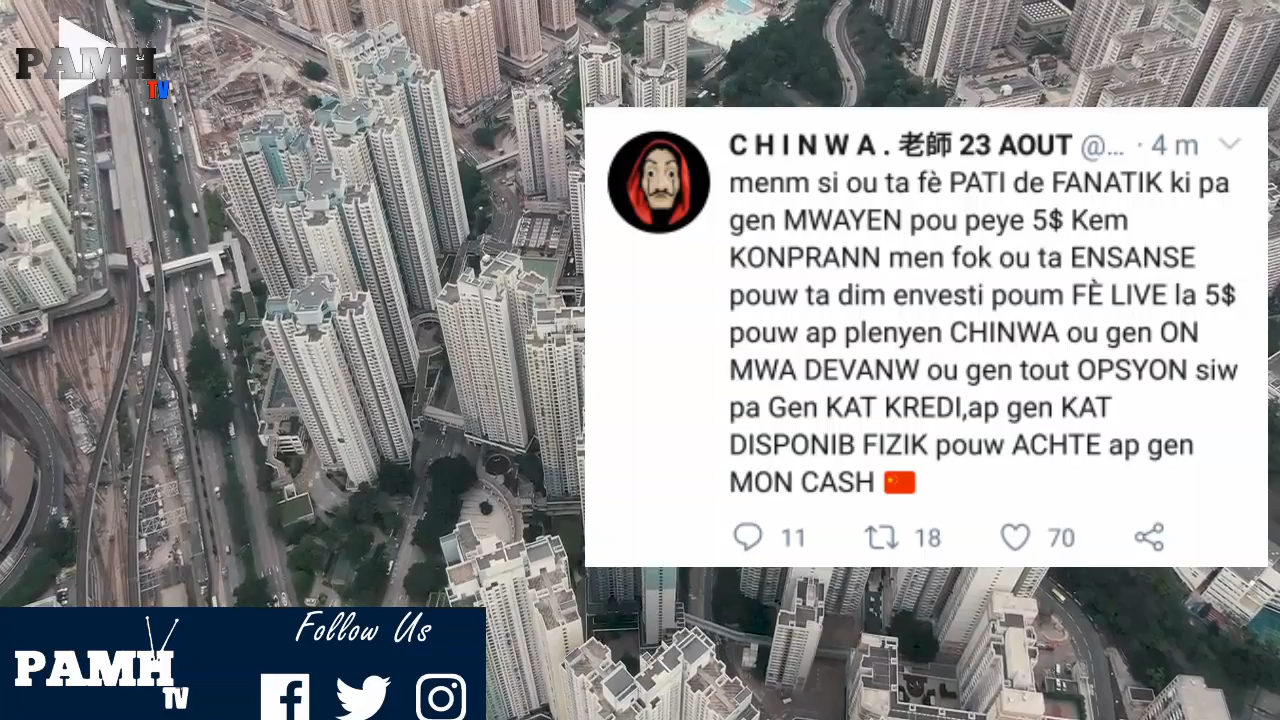 PAMH
TV
CHINWA.老師 23 AOUT @... · 4 m
menm si ou ta fè PATI de FANATIK ki pa
gen MWAYEN pou peye 5$ Kem
KONPRANN men fok ou ta ENSANSE
pouw ta dim envesti poum FÈ LIVE la 5$
pouw ap plenyen CHINWA ou gen ON
MWA DEVANW ou gen tout OPSYON siw
pa Gen KAT KREDI,ap gen KAT
DISPONIB FIZIK pouw ACHTE ap gen
MON CASH
11 18 70
Follow Us
PAMH
TV